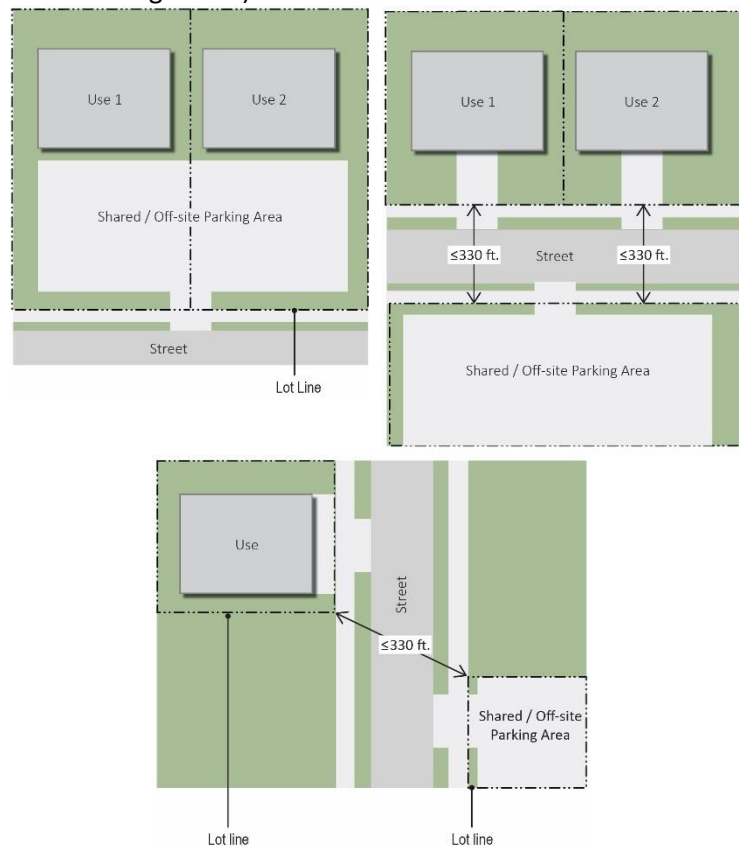 Use 1
Use 2
Shared / Off-site Parking Area
Street
Lot Line
Use 1
Use 2
≤330 ft.
Street
≤330 ft.
Shared / Off-site Parking Area
Use
Street
≤330 ft.
Shared / Off-site
Parking Area
Lot line
Lot line